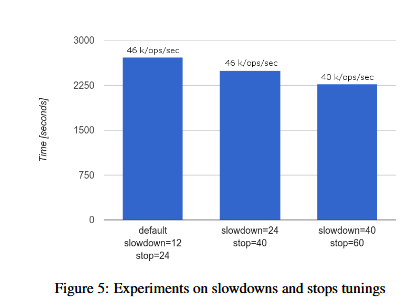 3000
46 k/ops/sec
46 k/ops/sec
40 k/ops/sec
2250
Time [seconds]
1500
750
0
default
slowdown=12
stop=24
slowdown=24
stop=40
slowdown=40
stop=60
Figure 5: Experiments on slowdowns and stops tunings